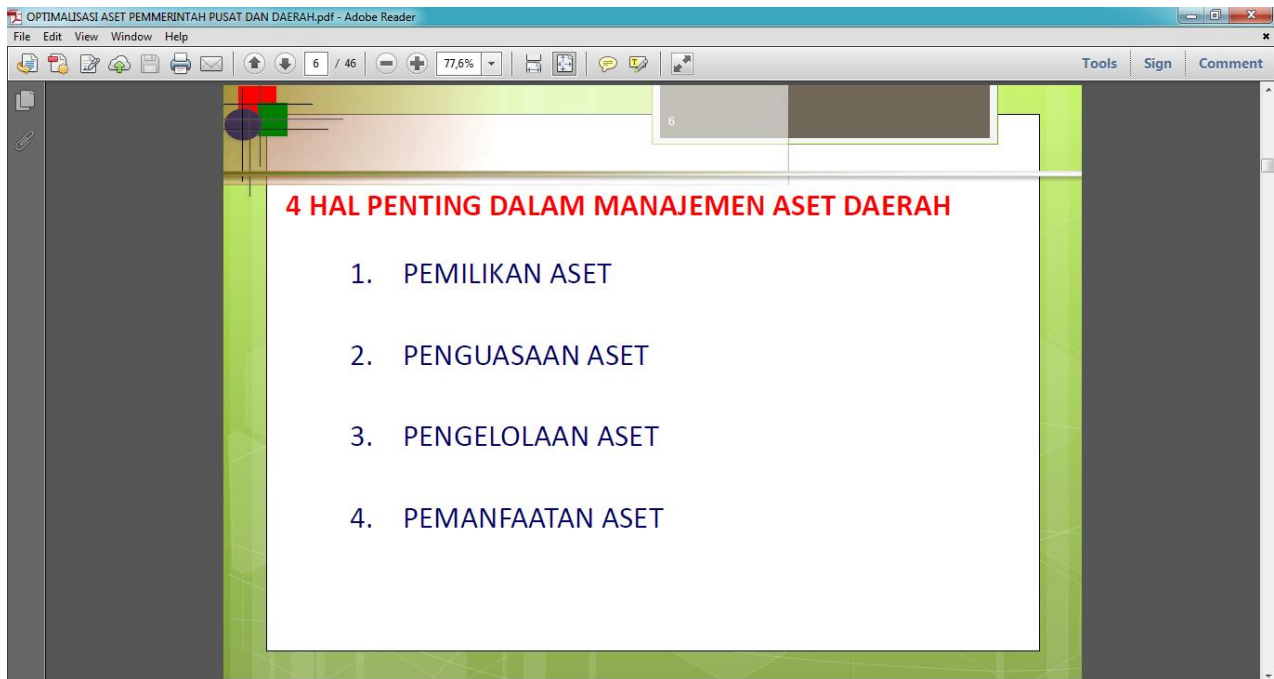 OPTIMALISASI ASET PEMMERINTAH PUSAT DAN DAERAH.pdf - Adobe Reader
File Edit View Window Help
6 / 46 77,6% Tools Sign Comment
6
4 HAL PENTING DALAM MANAJEMEN ASET DAERAH
1. PEMILIKAN ASET
2. PENGUASAAN ASET
3. PENGELOLAAN ASET
4. PEMANFAATAN ASET